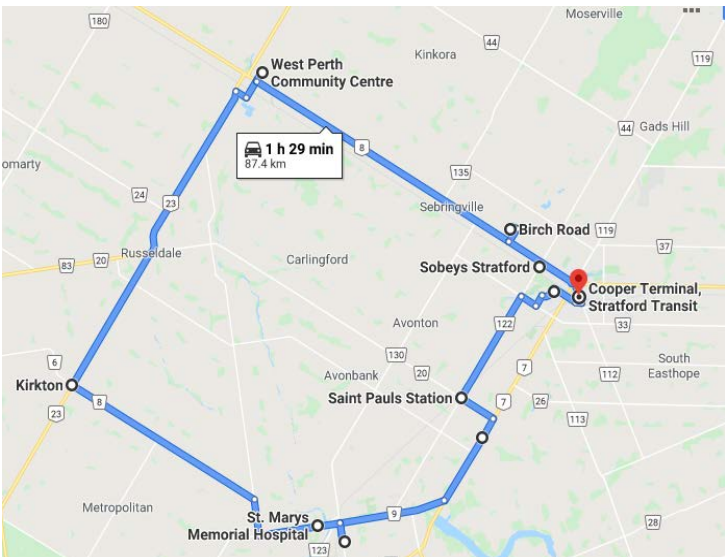 Moserville
180
44
Kinkora
119
West Perth
Community Centre
1 h 29 min
87.4 km
8
44
Gads Hill
omarty
135
24
23
Sebringville
Birch Road
119
37
Russeldale
83
20
Carlingford
Sobeys Stratford
Cooper Terminal,
Stratford Transit
122
33
Avonton
130
7
South
Easthope
6
20
112
Avonbank
Kirkton
8
Saint Pauls Station
7
26
23
113
Metropolitan
St. Marys
Memorial Hospital
9
28
123